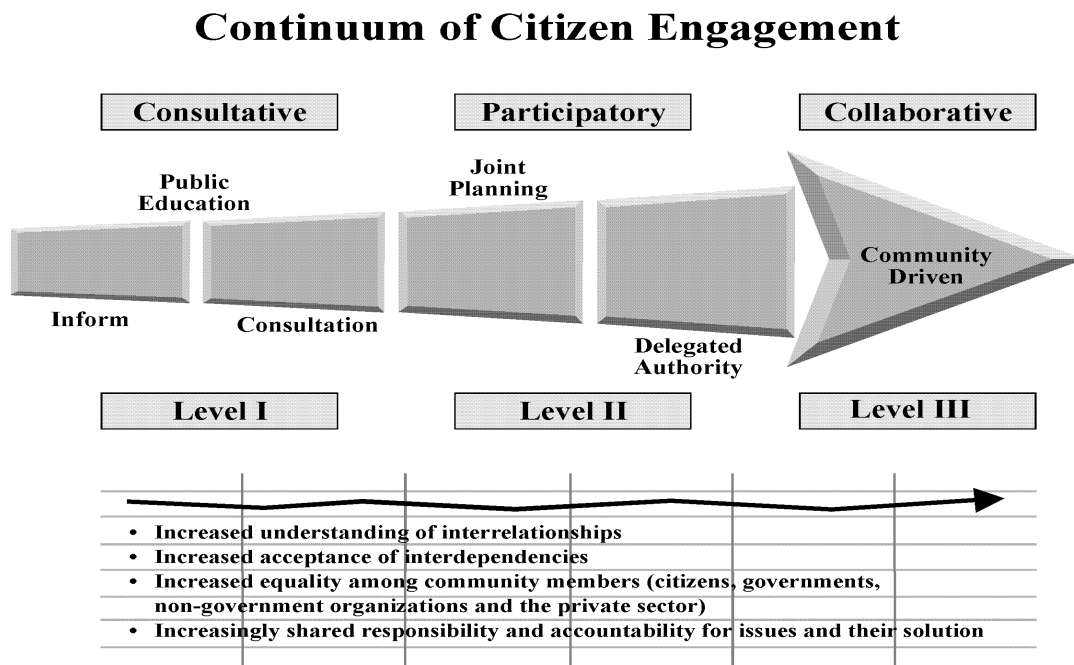 Continuum of Citizen Engagement
Consultative
Participatory
Collaborative
Public
Education
Joint
Planning
Community
Driven
Inform
Consultation
Delegated
Authority
Level I
Level II
Level III
• Increased understanding of interrelationships
• Increased acceptance of interdependencies
• Increased equality among community members (citizens, governments,
non-government organizations and the private sector)
• Increasingly shared responsibility and accountability for issues and their solution